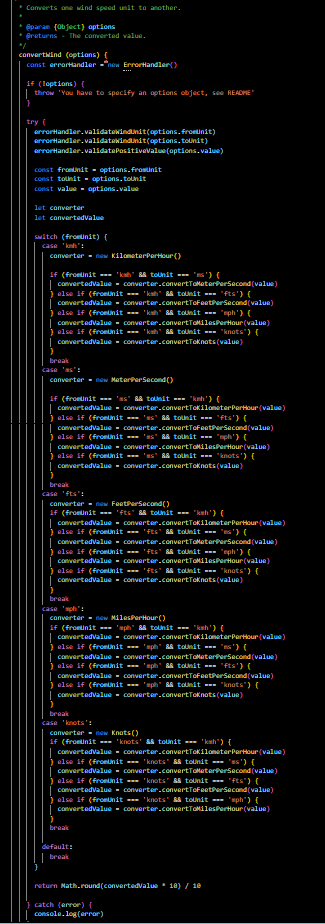 * Converts one wind speed unit to another.
*
* @param {Object} options
* @returns - The converted value.
*/
convertWind (options) {
const errorHandler = new ErrorHandler()
if (!options) {
throw 'You have to specify an options object, see README'
}
try {
errorHandler.validateWindUnit(options.fromUnit)
errorHandler.validateWindUnit(options.toUnit)
errorHandler.validatePositiveValue(options.value)
const fromUnit = options.fromUnit
const toUnit = options.toUnit
const value = options.value
let converter
let convertedValue
switch (fromUnit) {
case 'kmh':
converter = new KilometerPerHour()
if (fromUnit === 'kmh' && toUnit === 'ms') {
convertedValue = converter.convertToMeterPerSecond(value)
} else if (fromUnit === 'kmh' && toUnit === 'fts') {
convertedValue = converter.convertToFeetPerSecond(value)
} else if (fromUnit === 'kmh' && toUnit === 'mph') {
convertedValue = converter.convertToMilesPerHour(value)
} else if (fromUnit === 'kmh' && toUnit === 'knots') {
convertedValue = converter.convertToKnots(value)
}
break
case 'ms':
converter = new MeterPerSecond()
if (fromUnit === 'ms' && toUnit === 'kmh') {
convertedValue = converter.convertToKilometerPerHour(value)
} else if (fromUnit === 'ms' && toUnit === 'fts') {
convertedValue = converter.convertToFeetPerSecond(value)
} else if (fromUnit === 'ms' && toUnit === 'mph') {
convertedValue = converter.convertToMilesPerHour(value)
} else if (fromUnit === 'ms' && toUnit === 'knots') {
convertedValue = converter.convertToKnots(value)
}
break
case 'fts':
converter = new FeetPerSecond()
if (fromUnit === 'fts' && toUnit === 'kmh') {
convertedValue = converter.convertToKilometerPerHour(value)
} else if (fromUnit === 'fts' && toUnit === 'ms') {
convertedValue = converter.convertToMeterPerSecond(value)
} else if (fromUnit === 'fts' && toUnit === 'mph') {
convertedValue = converter.convertToMilesPerHour(value)
} else if (fromUnit === 'fts' && toUnit === 'knots') {
convertedValue = converter.convertToKnots(value)
}
break
case 'mph':
converter = new MilesPerHour()
if (fromUnit === 'mph' && toUnit === 'kmh') {
convertedValue = converter.convertToKilometerPerHour(value)
} else if (fromUnit === 'mph' && toUnit === 'ms') {
convertedValue = converter.convertToMeterPerSecond(value)
} else if (fromUnit === 'mph' && toUnit === 'fts') {
convertedValue = converter.convertToFeetPerSecond(value)
} else if (fromUnit === 'mph' && toUnit === 'knots') {
convertedValue = converter.convertToKnots(value)
}
break
case 'knots':
converter = new Knots()
if (fromUnit === 'knots' && toUnit === 'kmh') {
convertedValue = converter.convertToKilometerPerHour(value)
} else if (fromUnit === 'knots' && toUnit === 'ms') {
convertedValue = converter.convertToMeterPerSecond(value)
} else if (fromUnit === 'knots' && toUnit === 'fts') {
convertedValue = converter.convertToFeetPerSecond(value)
} else if (fromUnit === 'knots' && toUnit === 'mph') {
convertedValue = converter.convertToMilesPerHour(value)
}
break
default:
break
}
return Math.round(convertedValue * 10) / 10
} catch (error) {
console.log(error)